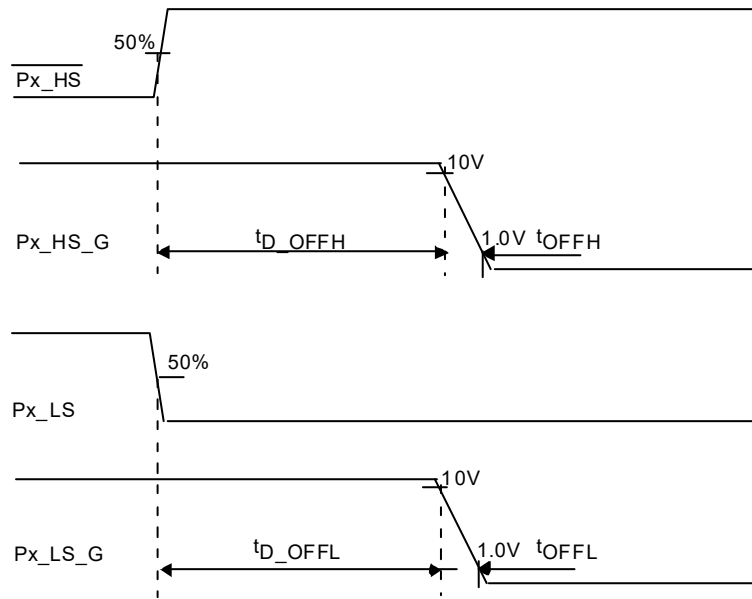 50%
Px_HS
10V
Px_HS_G
tD_OFFH
1.0V tOFFH
50%
Px_LS
10V
Px_LS_G
tD_OFFL
1.0V tOFFL